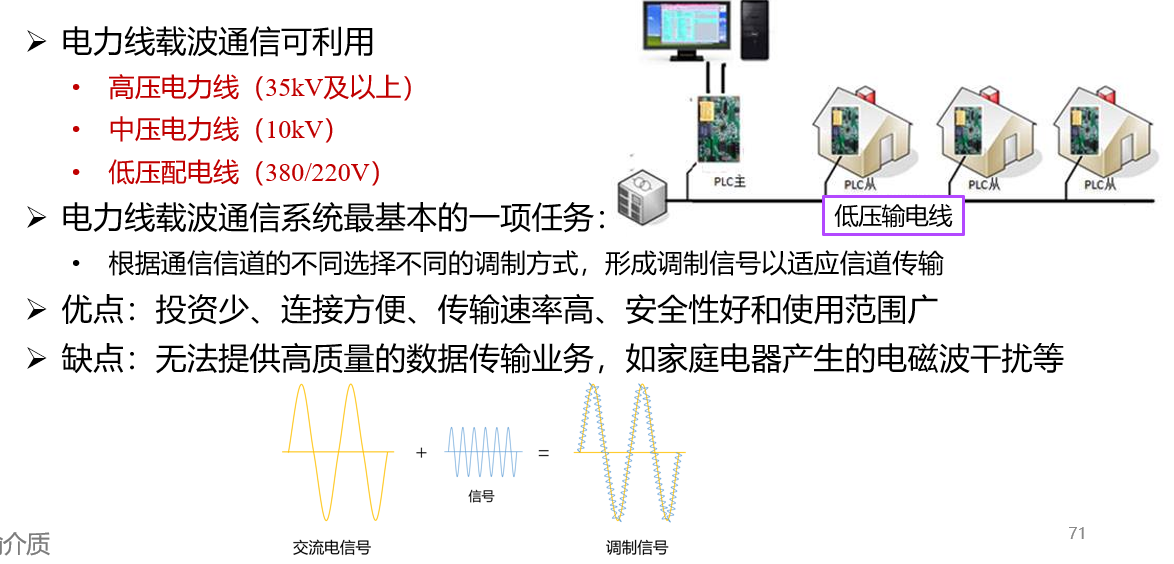 电力线载波通信可利用
高压电力线（35kV及以上）
中压电力线（10kV）
低压配电线（380/220V）
PLC主
PLC从
PLC从
PLC从
低压输电线
电力线载波通信系统最基本的一项任务：
根据通信信道的不同选择不同的调制方式，形成调制信号以适应信道传输
优点：投资少、连接方便、传输速率高、安全性好和使用范围广
缺点：无法提供高质量的数据传输业务，如家庭电器产生的电磁波干扰等
+
=
信号
交流电信号
调制信号
介质
71